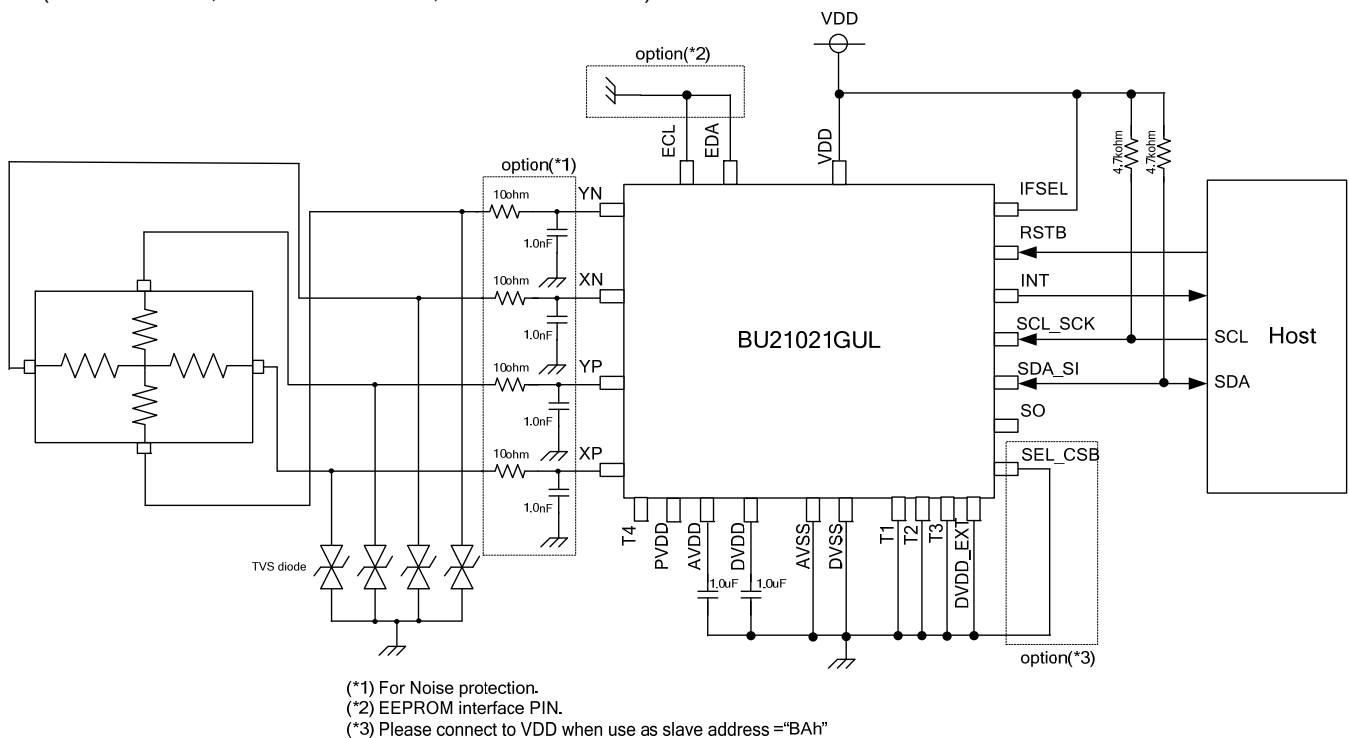 VDD
option(*2)
ECL
EDA
VDD
4.7kohm
4.7kohm
option(*1)
10ohm
YN
1.0nF
10ohm
XN
1.0nF
10ohm
YP
1.0nF
10ohm
XP
1.0nF
TVS diode
BU21021GUL
IFSEL
RSTB
INT
SCL_SCK
SDA_SI
SO
SEL_CSB
SCL
Host
SDA
T4
PVDD
AVDD
DVDD
AVSS
DVSS
T1
T2
T3
DVDD_EXT
1.0uF
1.0uF
option(*3)
(*1) For Noise protection.
(*2) EEPROM interface PIN.
(*3) Please connect to VDD when use as slave address ="BAh"